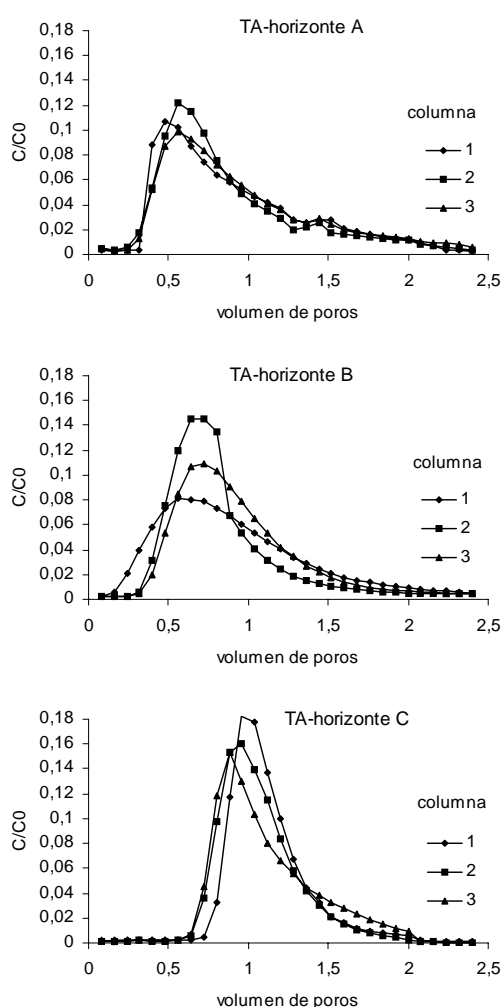 TA-horizonte A
0,18
0,16
0,14
0,12
0,1
0,08
0,06
0,04
0,02
0
C/C0
columna
1
2
3
0 0,5 1 1,5 2 2,5
volumen de poros
TA-horizonte B
0,18
0,16
0,14
0,12
0,1
0,08
0,06
0,04
0,02
0
C/C0
columna
1
2
3
0 0,5 1 1,5 2 2,5
volumen de poros
TA-horizonte C
0,18
0,16
0,14
0,12
0,1
0,08
0,06
0,04
0,02
0
C/C0
columna
1
2
3
0 0,5 1 1,5 2 2,5
volumen de poros